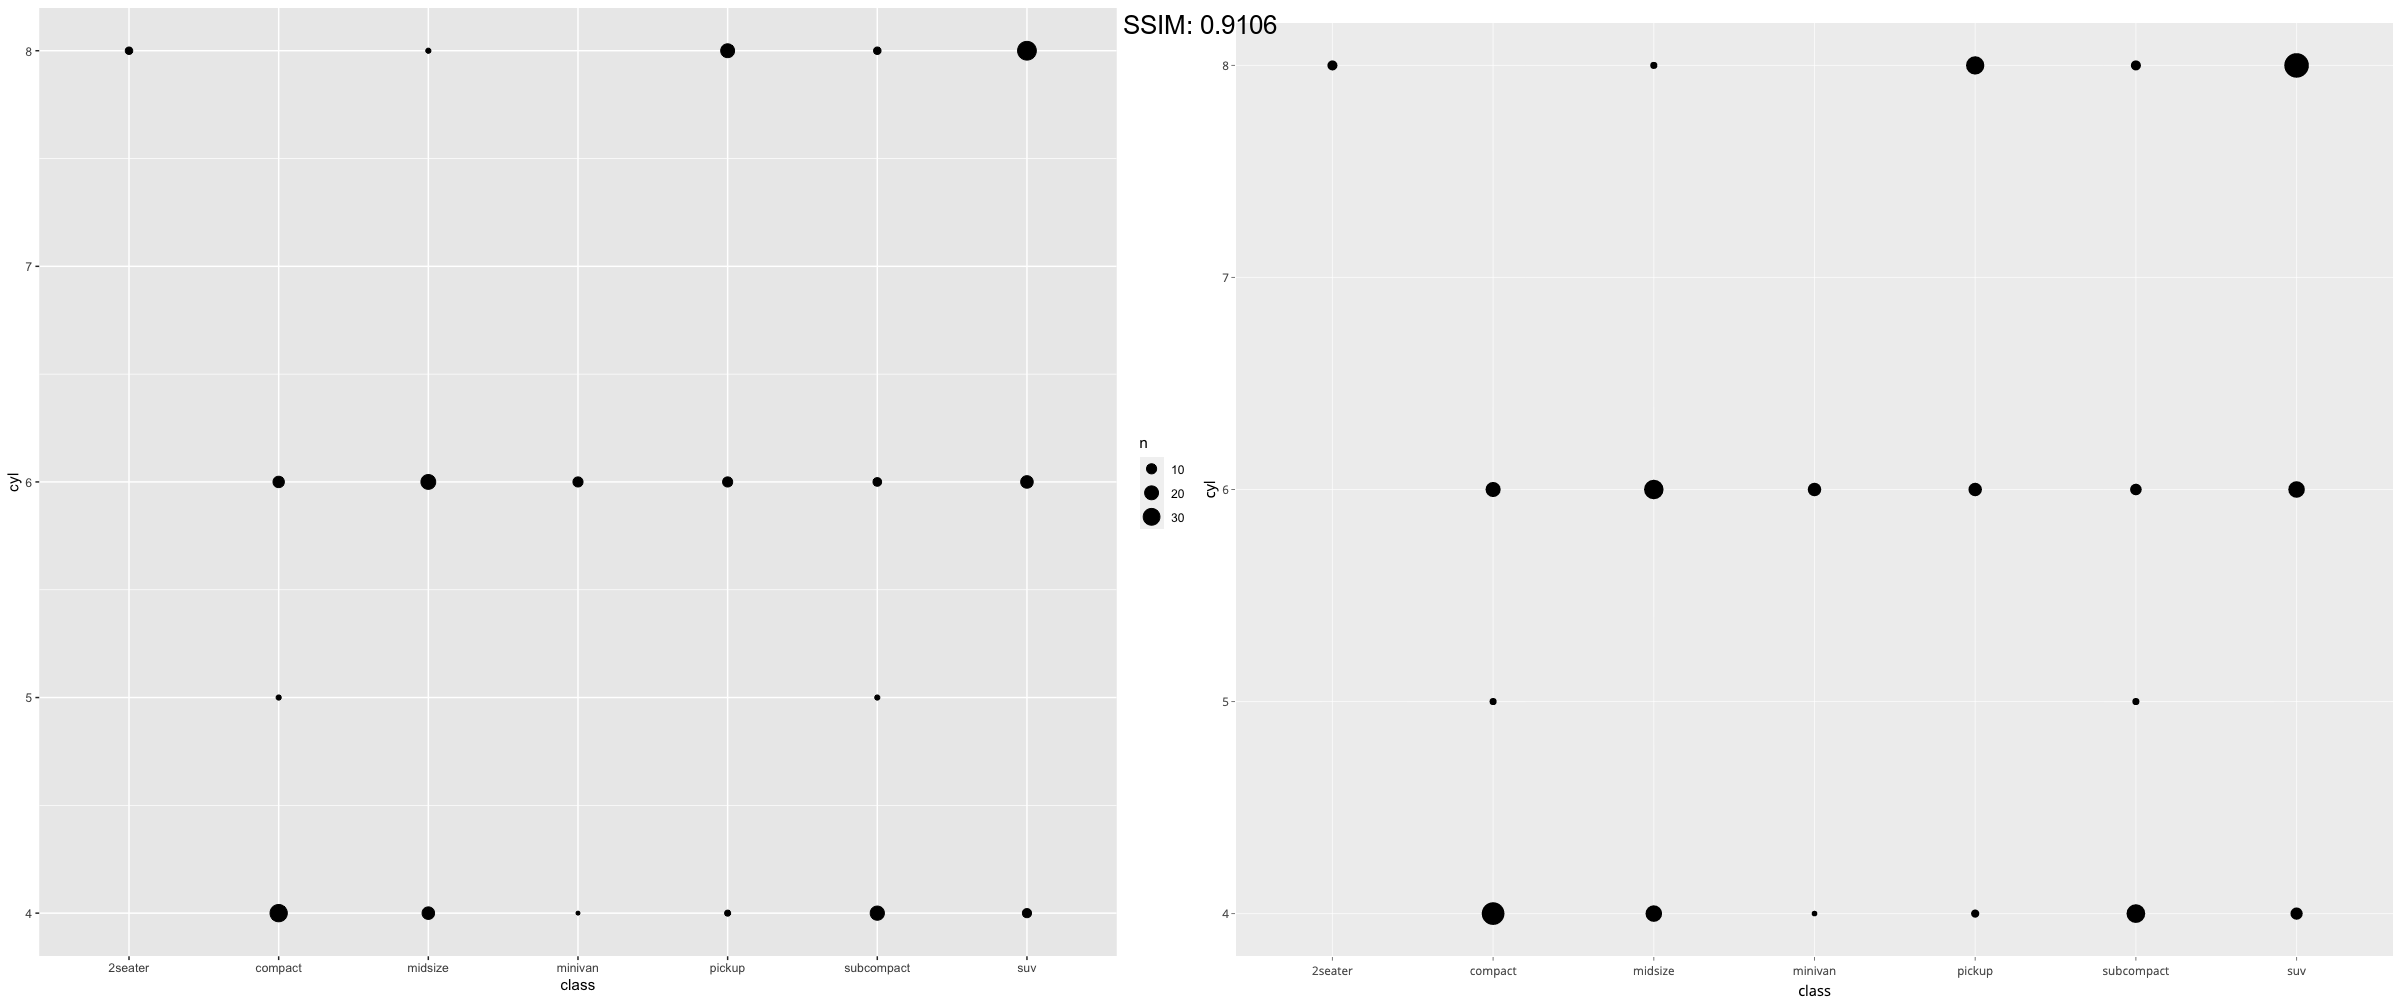 SSIM: 0.9106
8
7
cyl
6
5
4
2seater compact midsize minivan pickup subcompact suv
class
n
10
20
30
8
7
cyl
6
5
4
2seater compact midsize minivan pickup subcompact suv
class